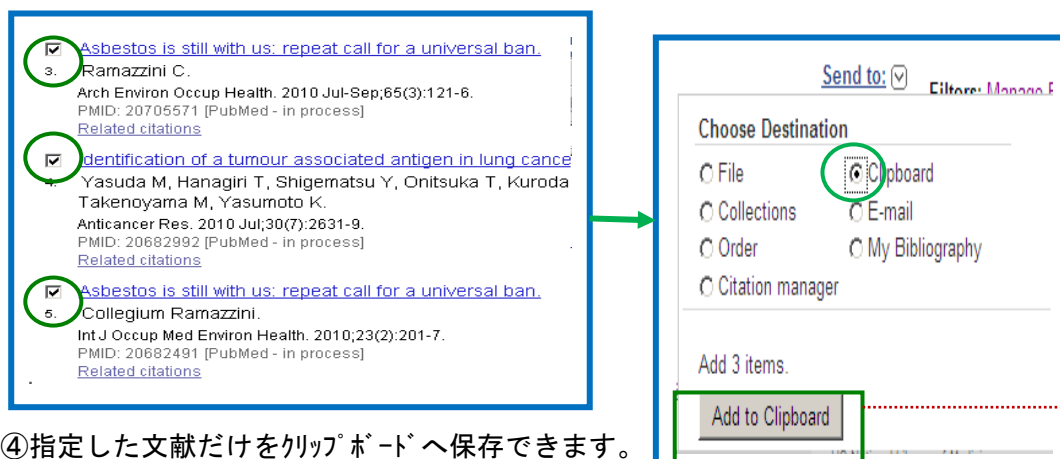 Asbestos is still with us: repeat call for a universal ban.
3. Ramazzini C.
Arch Environ Occup Health. 2010 Jul-Sep;65(3):121-6.
PMID: 20705571 [PubMed - in process]
Related citations
dentification of a tumour associated antigen in lung cance
4. Yasuda M, Hanagiri T, Shigematsu Y, Onitsuka T, Kuroda
Takenoyama M, Yasumoto K.
Anticancer Res. 2010 Jul;30(7):2631-9.
PMID: 20682992 [PubMed - in process]
Related citations
Asbestos is still with us: repeat call for a universal ban.
5. Collegium Ramazzini.
Int J Occup Med Environ Health. 2010;23(2):201-7.
PMID: 20682491 [PubMed - in process]
Related citations
Send to: Filters: Manage F
Choose Destination
File Clipboard
Collections E-mail
Order My Bibliography
Citation manager
Add 3 items.
Add to Clipboard
④指定した文献だけをｸﾘｯﾌﾟﾎﾞｰﾄﾞへ保存できます。